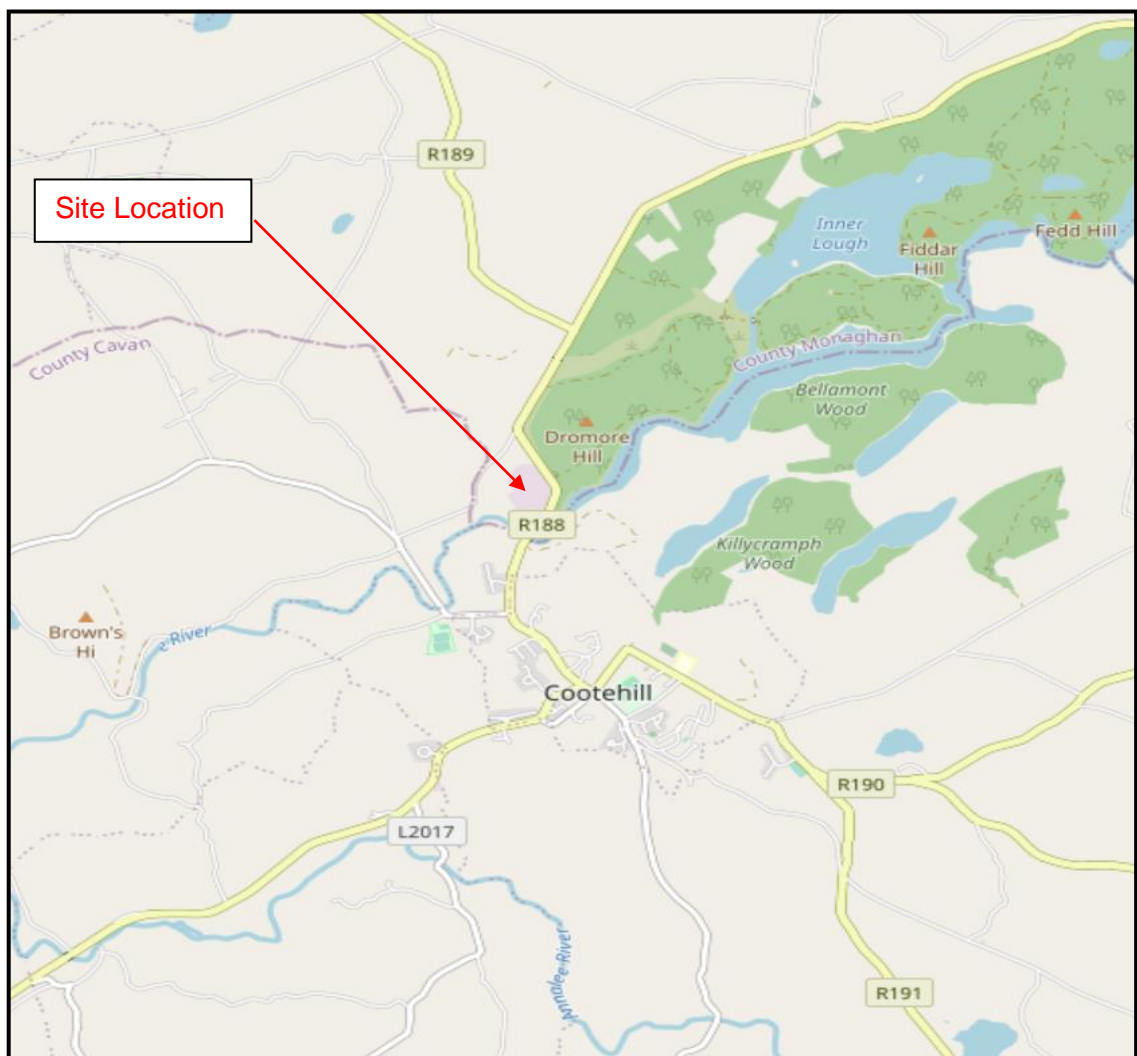 R189
Site Location
Inner
Lough
Fedd Hill
Fiddar
Hill
County Cavan
County Monaghan
Bellamont
Wood
Dromore
Hill
R188
Killycramph
Wood
Brown's
Hi
e River
Cootehill
R190
L2017
Annalee River
R191